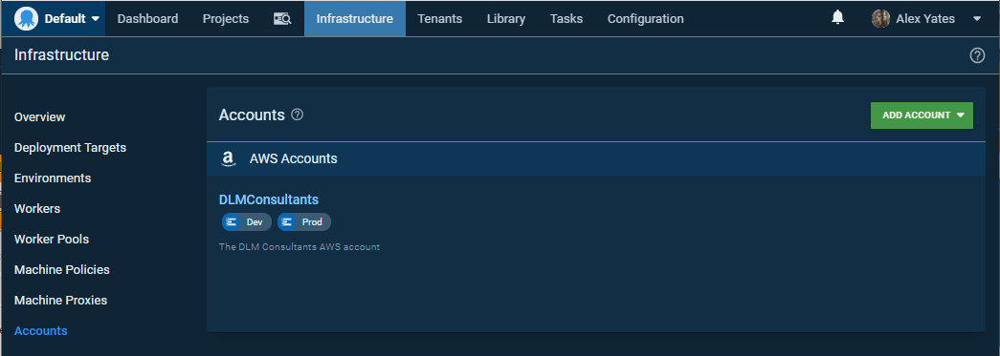 Default Dashboard Projects Infrastructure Tenants Library Tasks Configuration Alex Yates
Infrastructure
Accounts
ADD ACCOUNT
Overview
Deployment Targets
Environments
Workers
Worker Pools
Machine Policies
Machine Proxies
Accounts
AWS Accounts
DLMConsultants
Dev Prod
The DLM Consultants AWS account